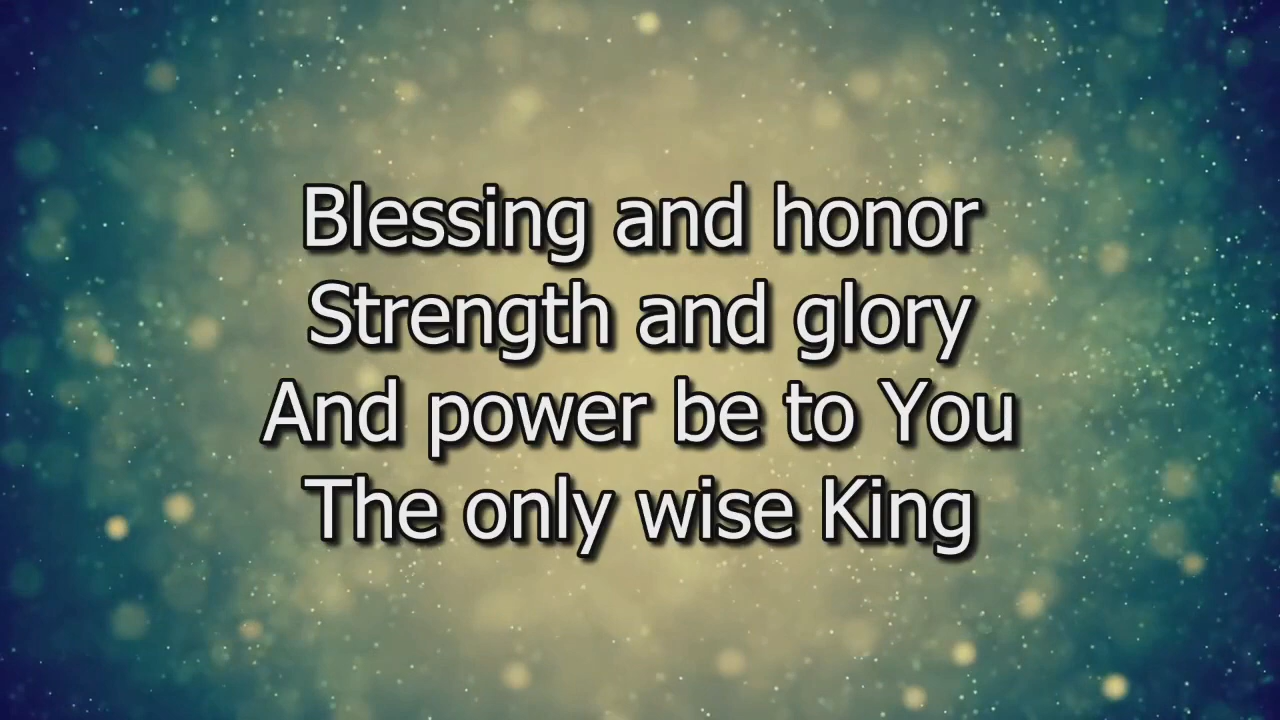 Blessing and honor
Strength and glory
And power be to You
The only wise King